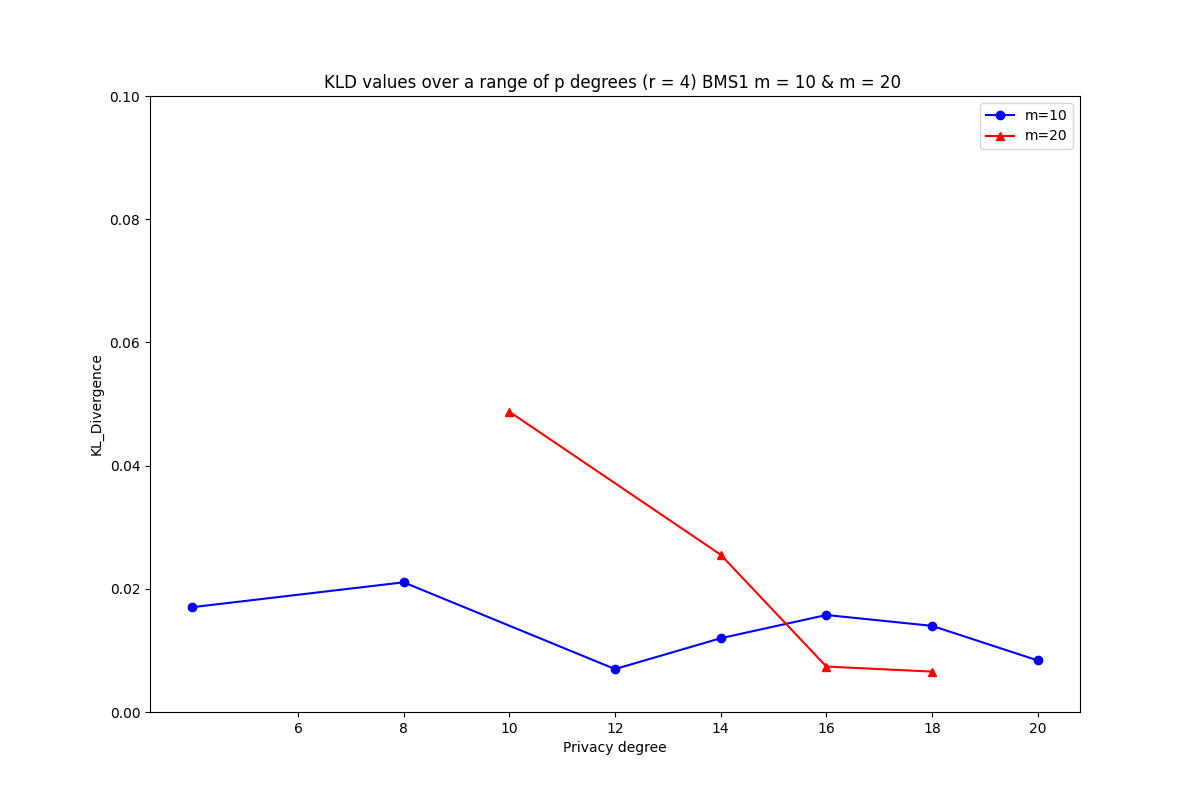 KLD values over a range of p degrees (r = 4) BMS1 m = 10 & m = 20
m=10
m=20
0.10
0.08
0.06
0.04
0.02
0.00
KL_Divergence
6 8 10 12 14 16 18 20
Privacy degree